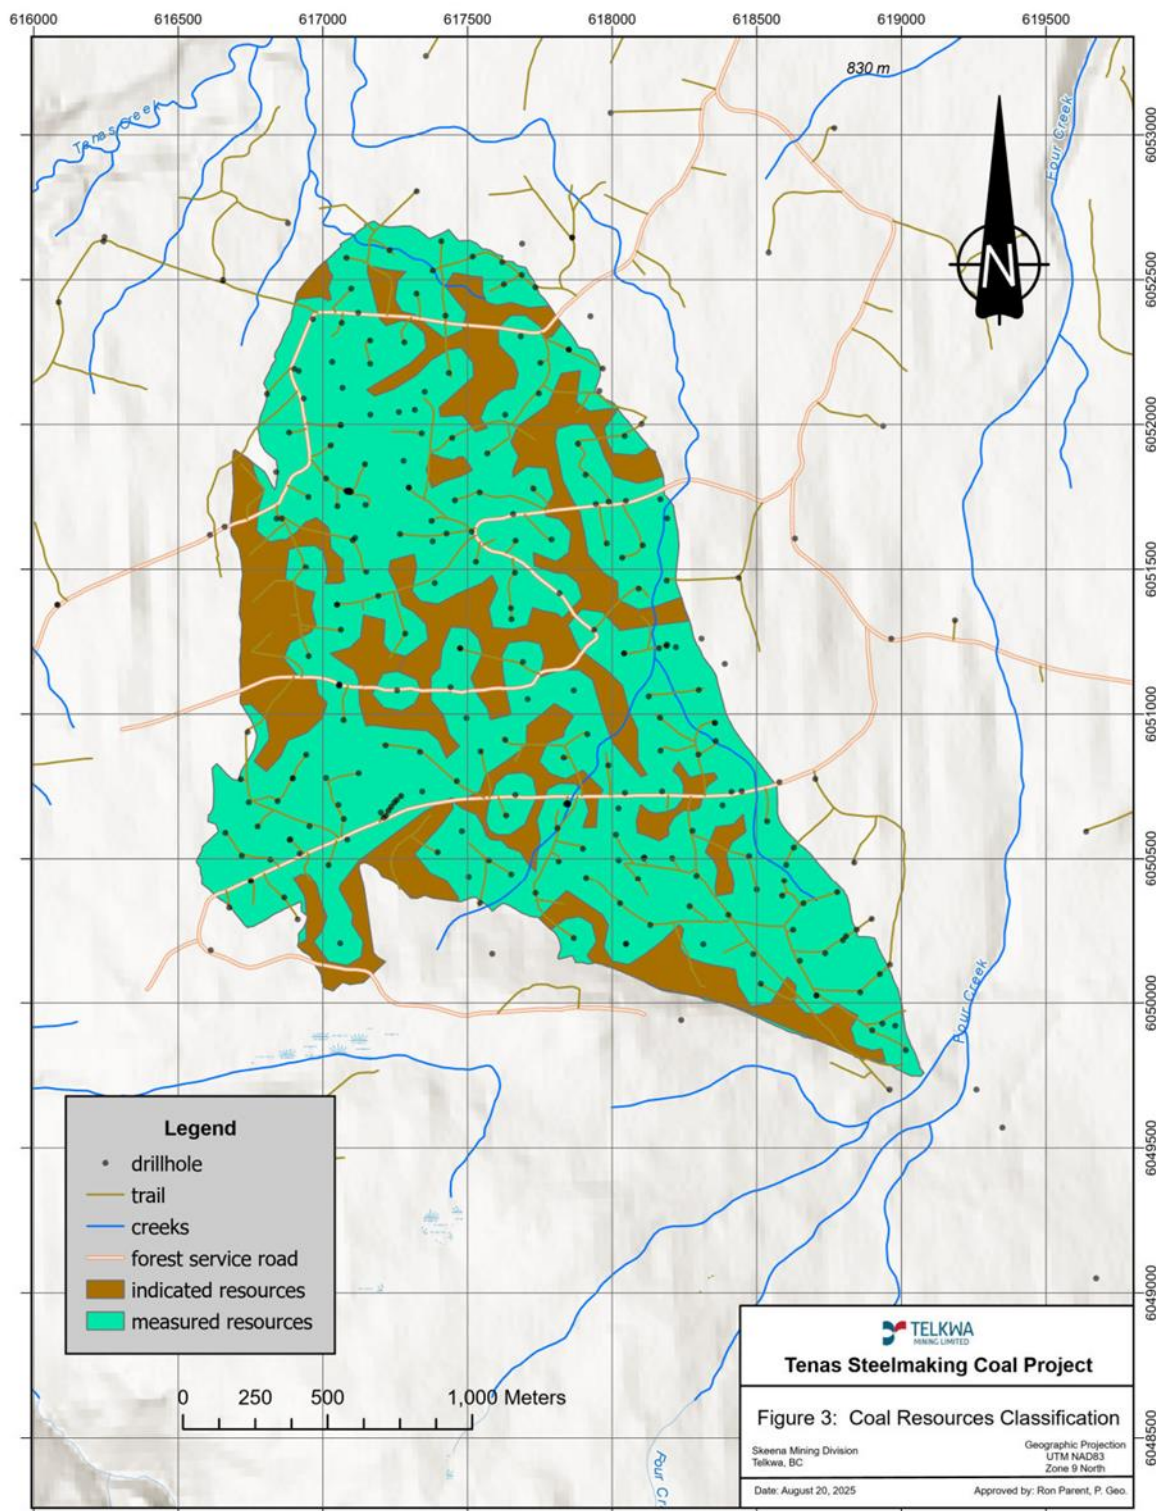 616000 616500 617000 617500 618000 618500 619000 619500
830 m
Tenas Creek
Four Creek
6053000
6052500
N
6052000
6051500
6051000
6050500
6050000
Four Creek
6049500
6049000
6048500
Legend
drillhole
trail
creeks
forest service road
indicated resources
measured resources
0 250 500 1,000 Meters
Four Cr
TELKWA
MINING LIMITED
Tenas Steelmaking Coal Project
Figure 3: Coal Resources Classification
Skeena Mining Division
Telkwa, BC
Geographic Projection
UTM NAD83
Zone 9 North
Date: August 20, 2025 Approved by: Ron Parent, P. Geo.